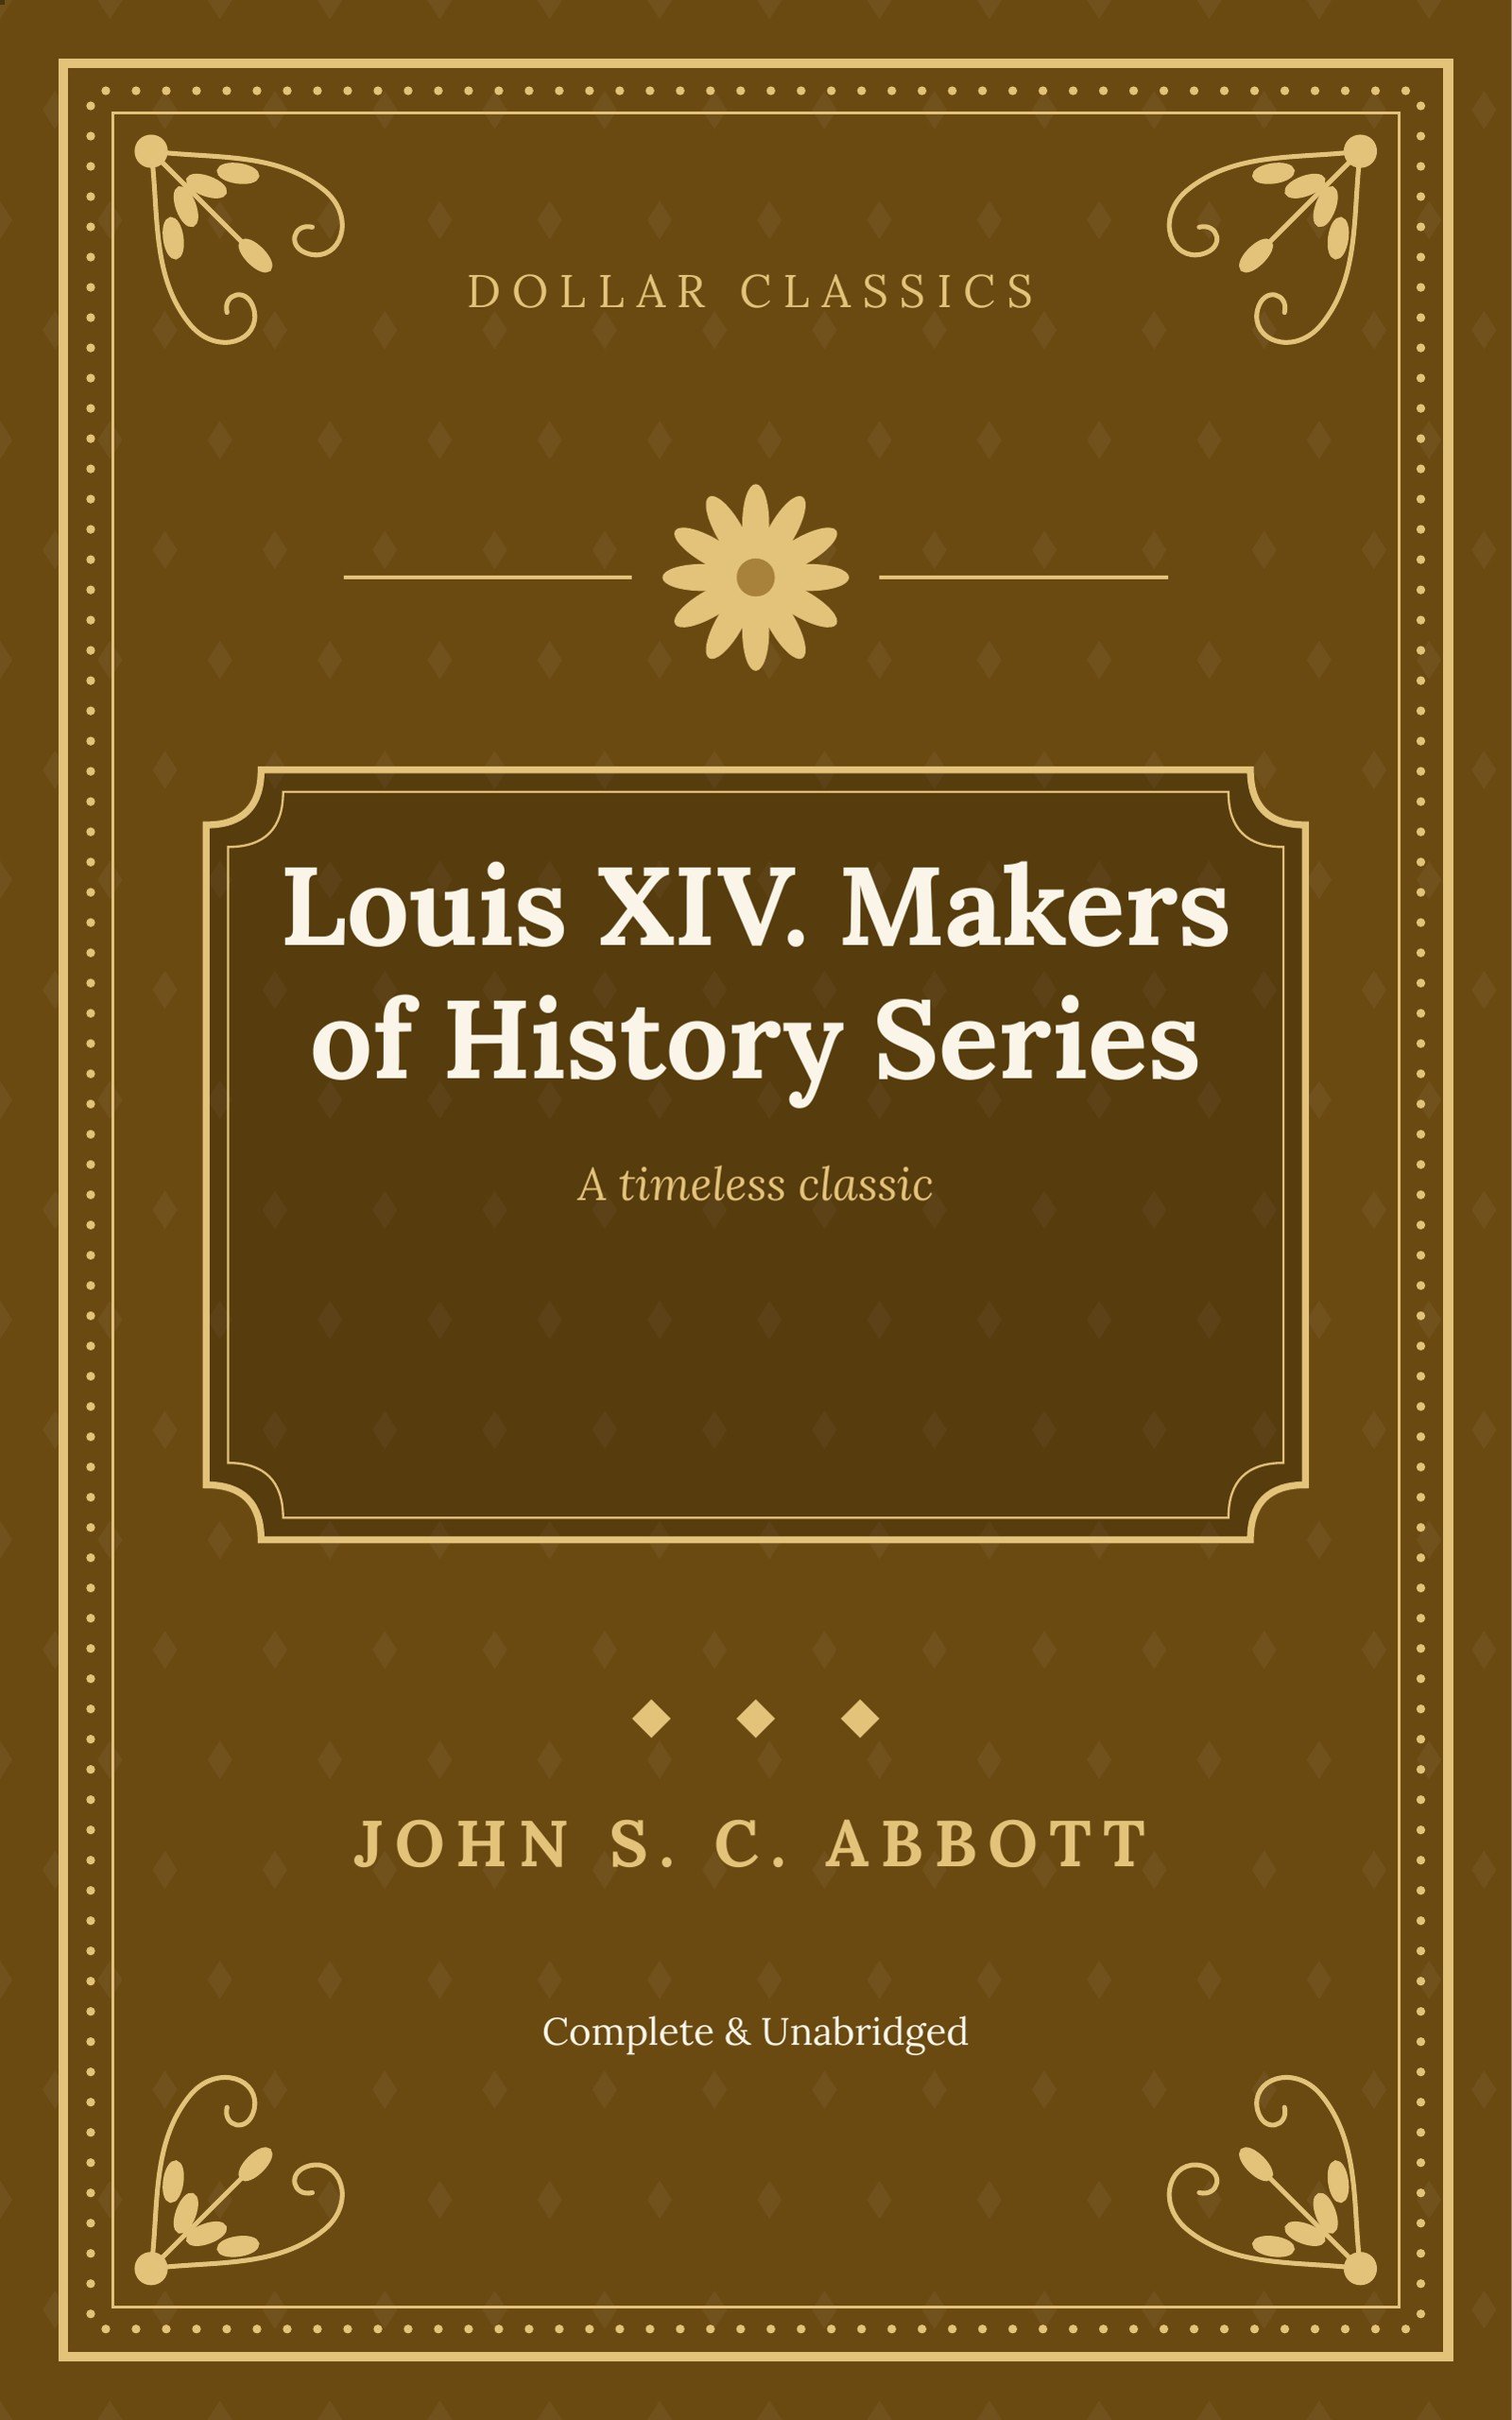 DOLLAR CLASSICS
Louis XIV. Makers
of History Series
A timeless classic
JOHN S. C. ABBOTT
Complete & Unabridged